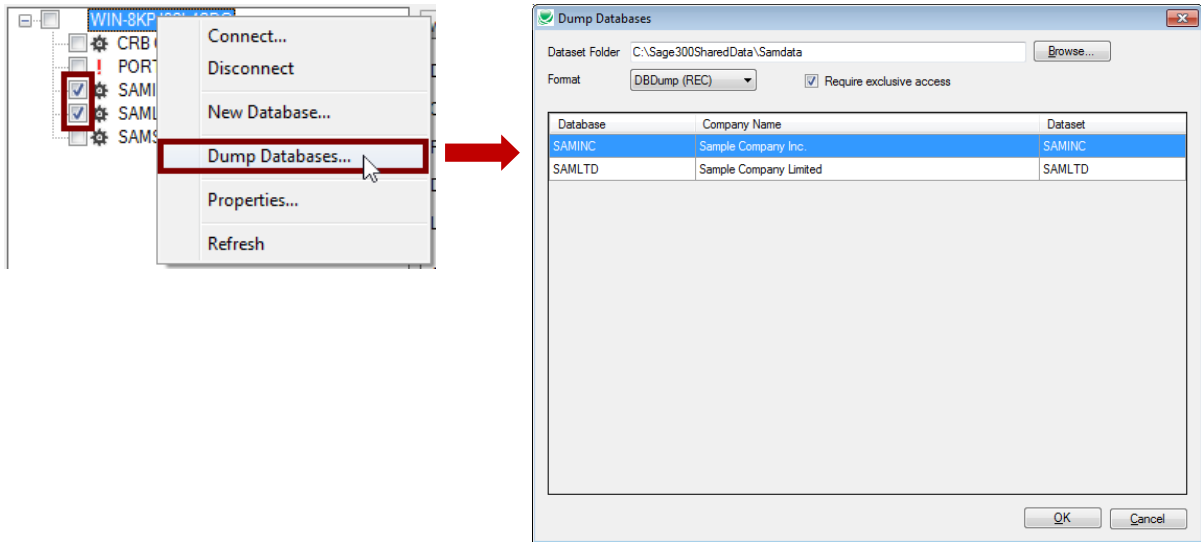 WIN-8KP
CRB
Connect...
PORT
Disconnect
SAMI
SAML
New Database...
SAMS
Dump Databases...
Properties...
Refresh
Dump Databases
Dataset Folder C:\Sage300SharedData\Samdata Browse...
Format DBDump (REC) Require exclusive access
Database Company Name Dataset
SAMINC Sample Company Inc. SAMINC
SAMLTD Sample Company Limited SAMLTD
OK Cancel